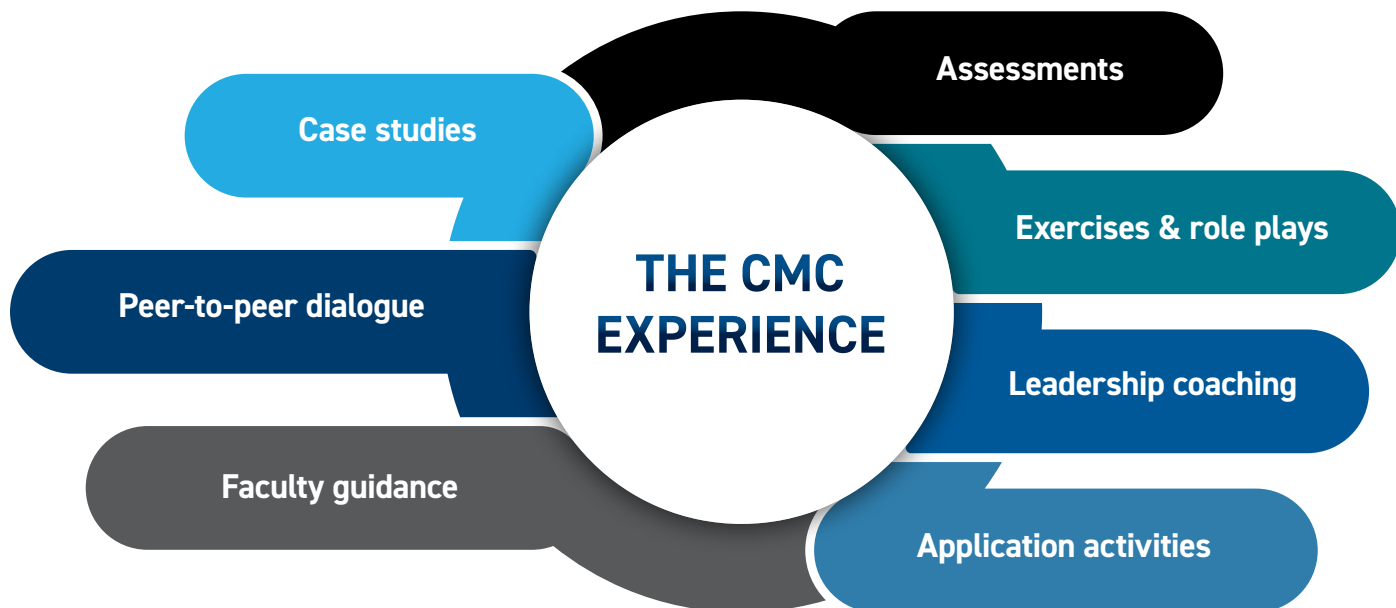 Assessments
Case studies
Exercises & role plays
THE CMC
EXPERIENCE
Peer-to-peer dialogue
Leadership coaching
Faculty guidance
Application activities